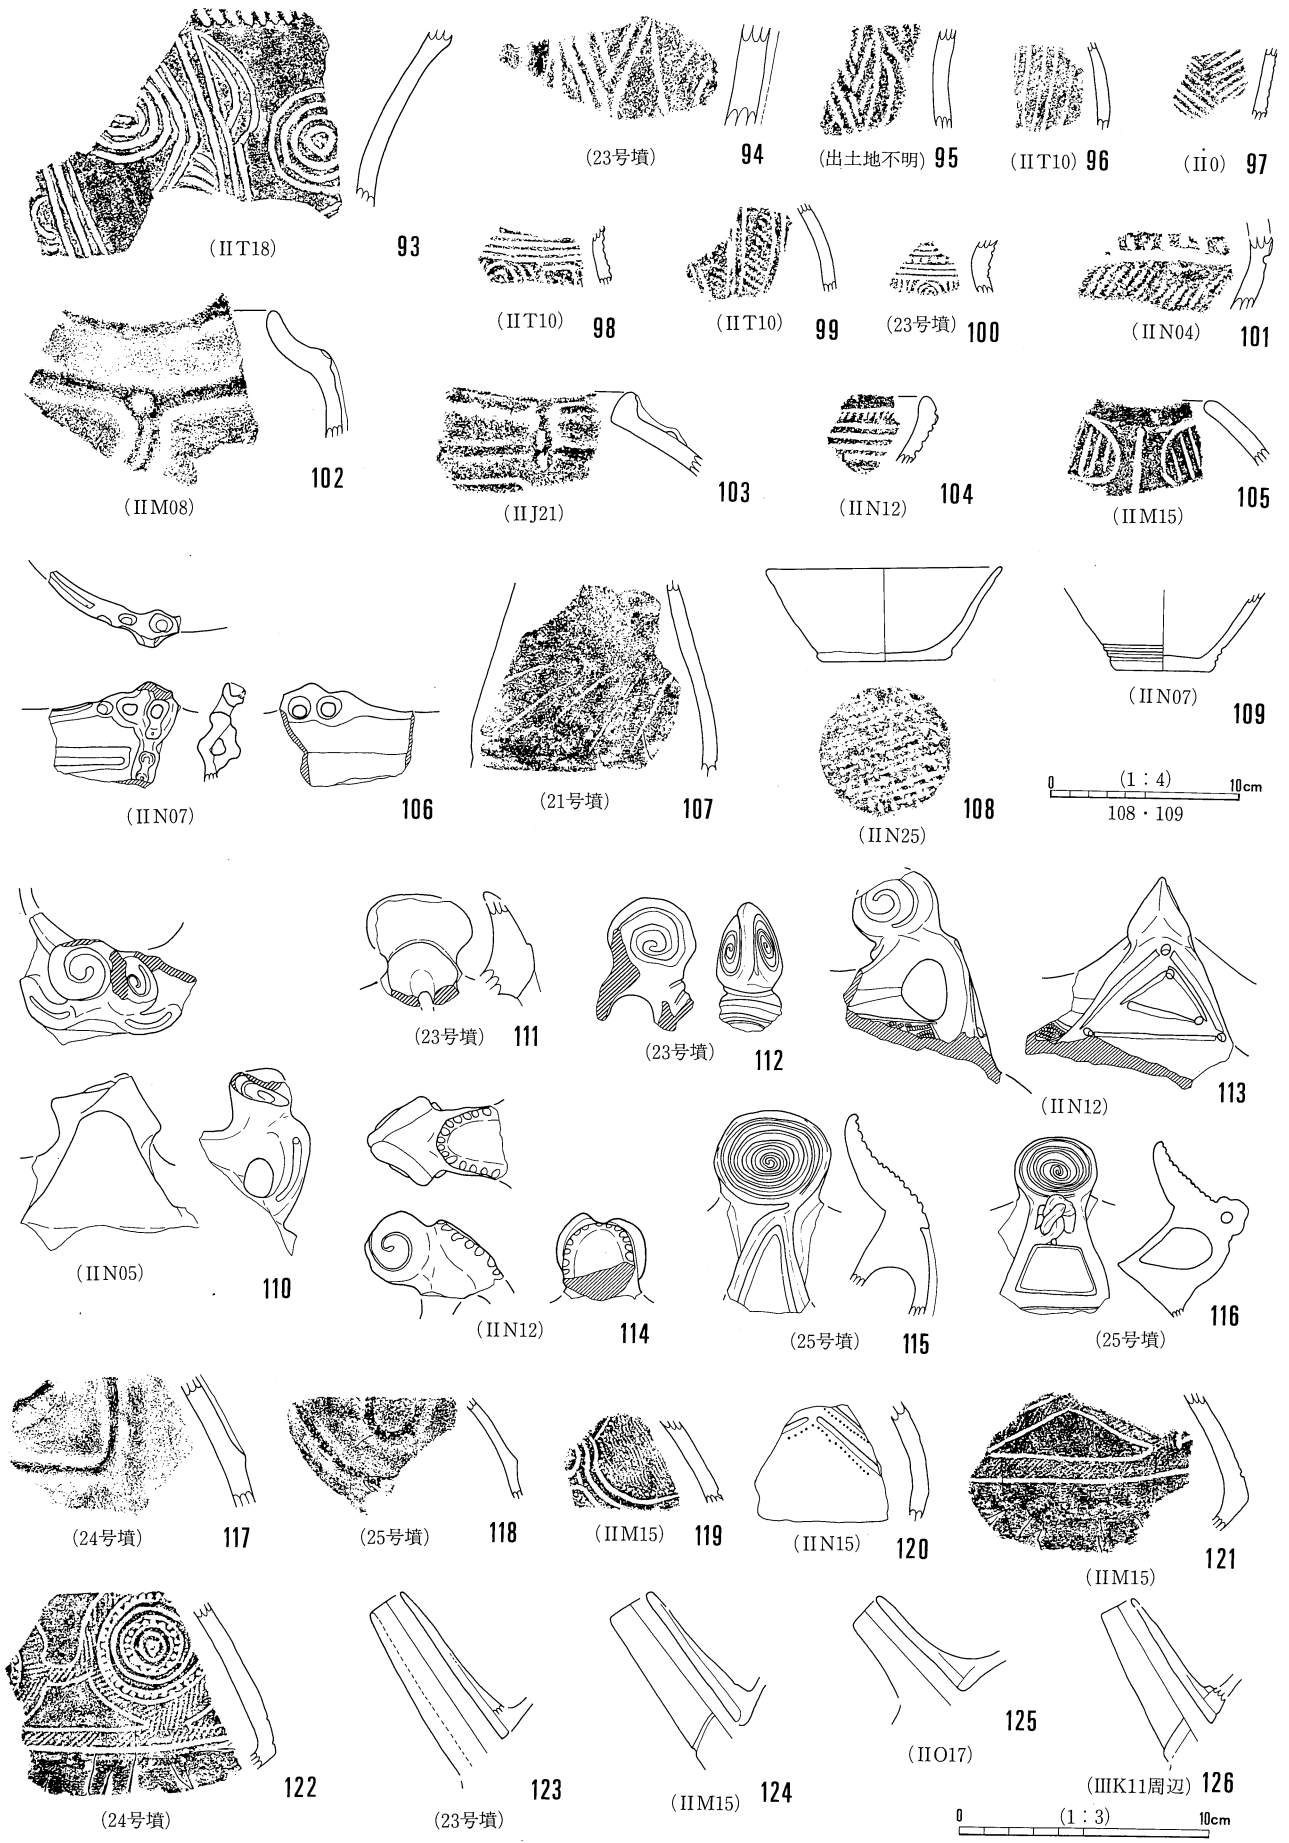 (ⅡT18) 93
(23号墳) 94
(出土地不明) 95
(ⅡT10) 96
(Ⅱ0) 97
(ⅡT10) 98
(ⅡT10) 99
(23号墳) 100
(ⅡN04) 101
(ⅡM08) 102
(ⅡJ21) 103
(ⅡN12) 104
(ⅡM15) 105
(ⅡN07) 106
(21号墳) 107
(ⅡN25) 108
(ⅡN07) 109
0 (1:4) 10cm
108・109
(ⅡN05) 110
(23号墳) 111
(23号墳) 112
(ⅡN12) 113
(ⅡN12) 114
(25号墳) 115
(25号墳) 116
(24号墳) 117
(25号墳) 118
(ⅡM15) 119
(ⅡN15) 120
(ⅡM15) 121
(24号墳) 122
(23号墳) 123
(ⅡM15) 124
(ⅡO17) 125
(ⅢK11周辺) 126
0 (1:3) 10cm